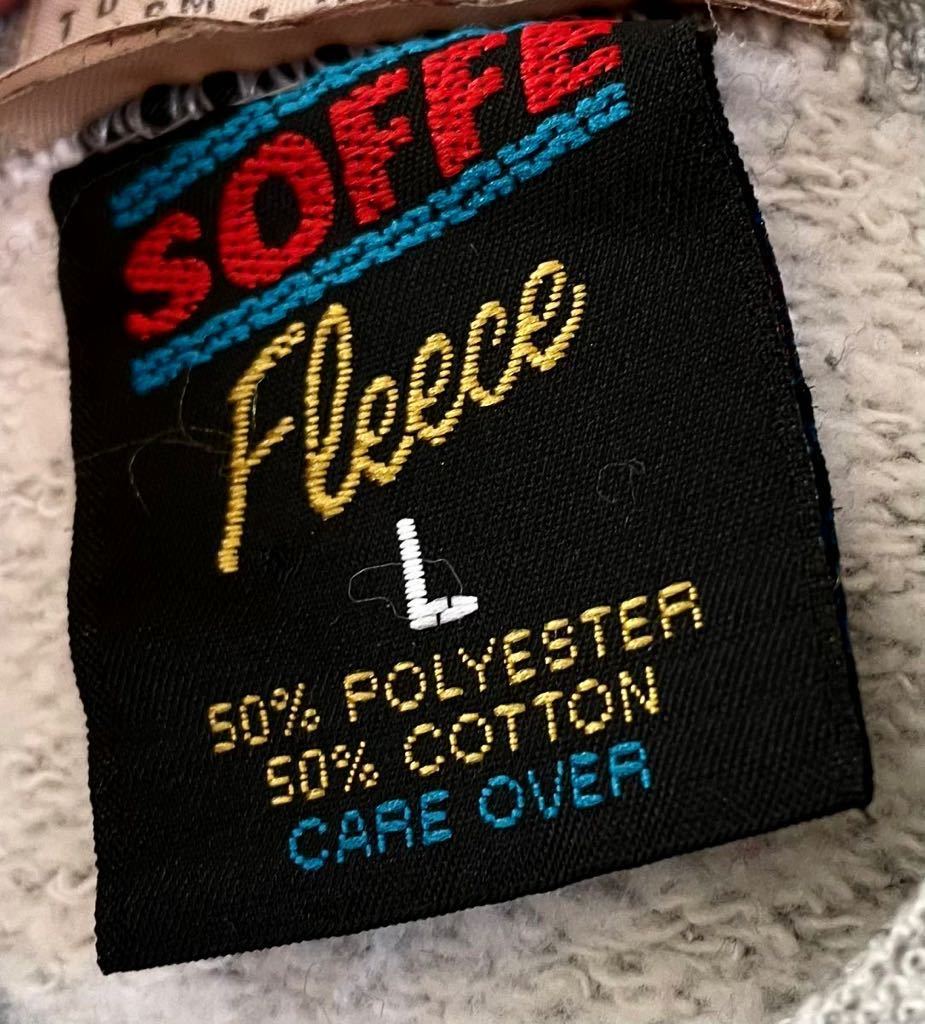 SOFFE
Fleece
L
50% POLYESTER
50% COTTON
CARE OVER